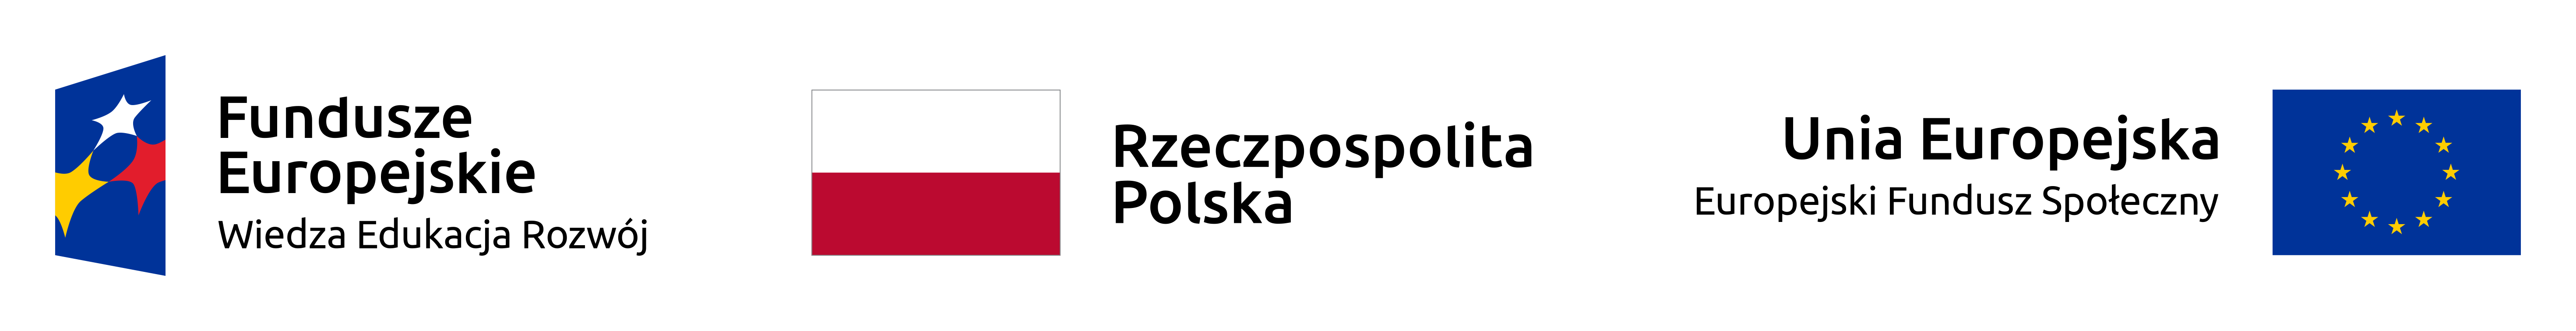 Fundusze
Europejskie
Wiedza Edukacja Rozwój
Rzeczpospolita
Polska
Unia Europejska
Europejski Fundusz Społeczny